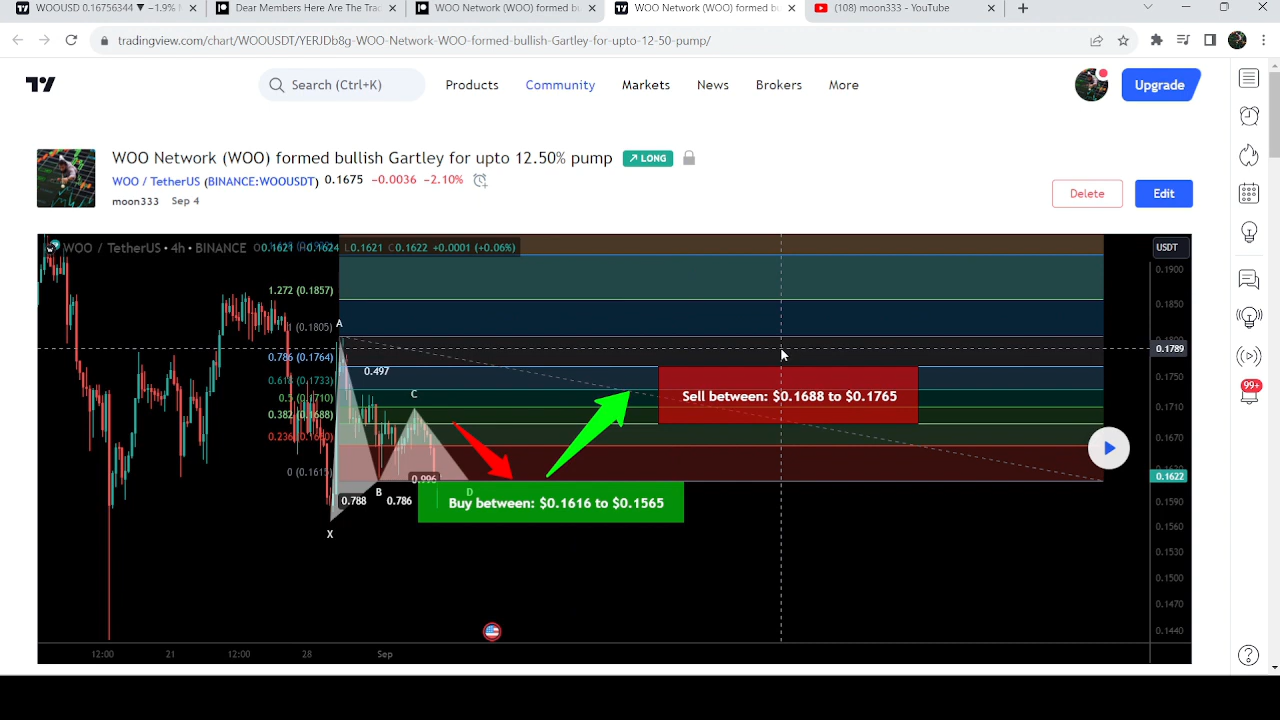 WOOUSD 0.16756344 ▼ −1.9%
Dear Members Here Are The Tra
WOO Network (WOO) formed bu
WOO Network (WOO) formed bu
(108) moon333 - YouTube
tradingview.com/chart/WOOUSDT/YERJDb8g-WOO-Network-WOO-formed-bullish-Gartley-for-upto-12-50-pump/
Search (Ctrl+K)
Products
Community
Markets
News
Brokers
More
Upgrade
WOO Network (WOO) formed bullish Gartley for upto 12.50% pump
LONG
WOO / TetherUS (BINANCE:WOOUSDT) 0.1675 −0.0036 −2.10%
moon333 Sep 4
Delete
Edit
WOO / TetherUS • 4h • BINANCE
L0.1621 C0.1622 +0.0001 (+0.06%)
USDT
0.1900
1.272 (0.1857)
0.1850
A
1 (0.1805)
0.1789
0.786 (0.1764)
0.497
0.1750
0.618 (0.1733)
C
Sell between: $0.1688 to $0.1765
0.5 (0.1710)
0.1710
0.382 (0.1688)
0.1670
0 (0.1615)
0.996
0.1622
B
D
0.788
0.786
Buy between: $0.1616 to $0.1565
0.1590
X
0.1560
0.1530
0.1500
0.1470
0.1440
12:00
21
12:00
28
Sep
99+